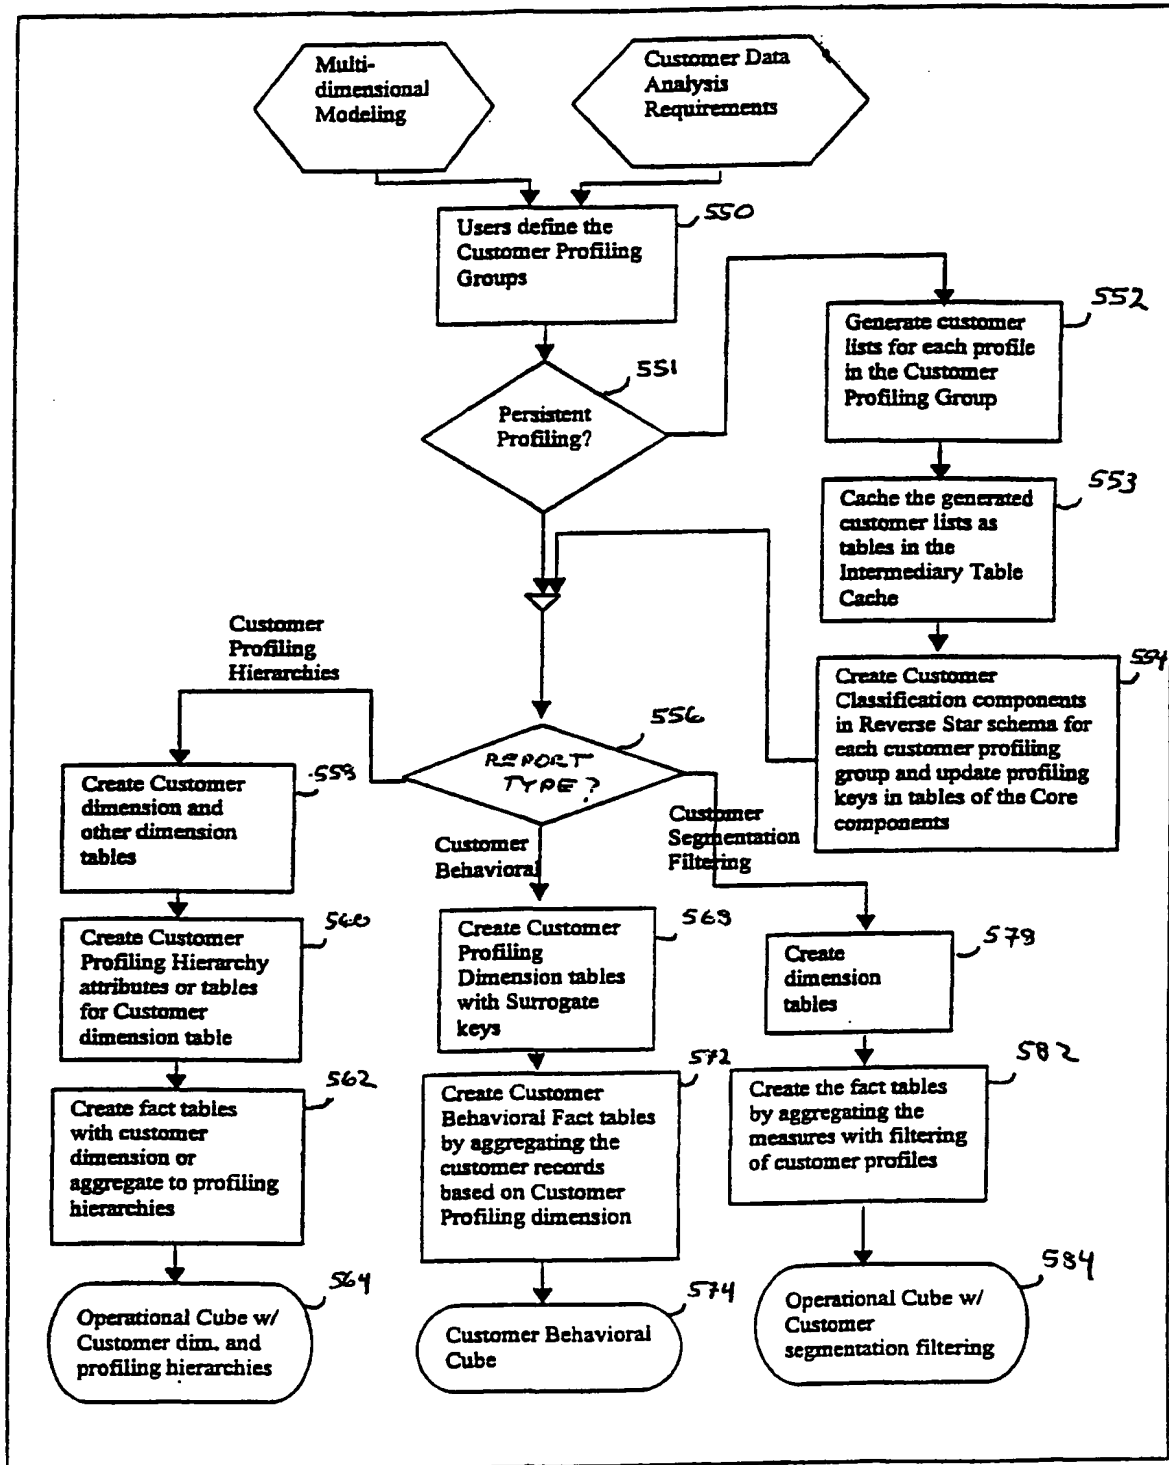 Multi-
dimensional
Modeling
Customer Data
Analysis
Requirements
550
Users define the
Customer Profiling
Groups
552
Generate customer
lists for each profile
in the Customer
Profiling Group
551
Persistent
Profiling?
553
Cache the generated
customer lists as
tables in the
Intermediary Table
Cache
Customer
Profiling
Hierarchies
554
Create Customer
Classification components
in Reverse Star schema for
each customer profiling
group and update profiling
keys in tables of the Core
components
556
REPORT
TYPE?
559
Create Customer
dimension and
other dimension
tables
Customer
Behavioral
Customer
Segmentation
Filtering
560
Create Customer
Profiling Hierarchy
attributes or tables
for Customer
dimension table
569
Create Customer
Profiling
Dimension tables
with Surrogate
keys
579
Create
dimension
tables
562
Create fact tables
with customer
dimension or
aggregate to profiling
hierarchies
572
Create Customer
Behavioral Fact tables
by aggregating the
customer records
based on Customer
Profiling dimension
582
Create the fact tables
by aggregating the
measures with filtering
of customer profiles
564
Operational Cube w/
Customer dim. and
profiling hierarchies
574
Customer Behavioral
Cube
584
Operational Cube w/
Customer
segmentation filtering